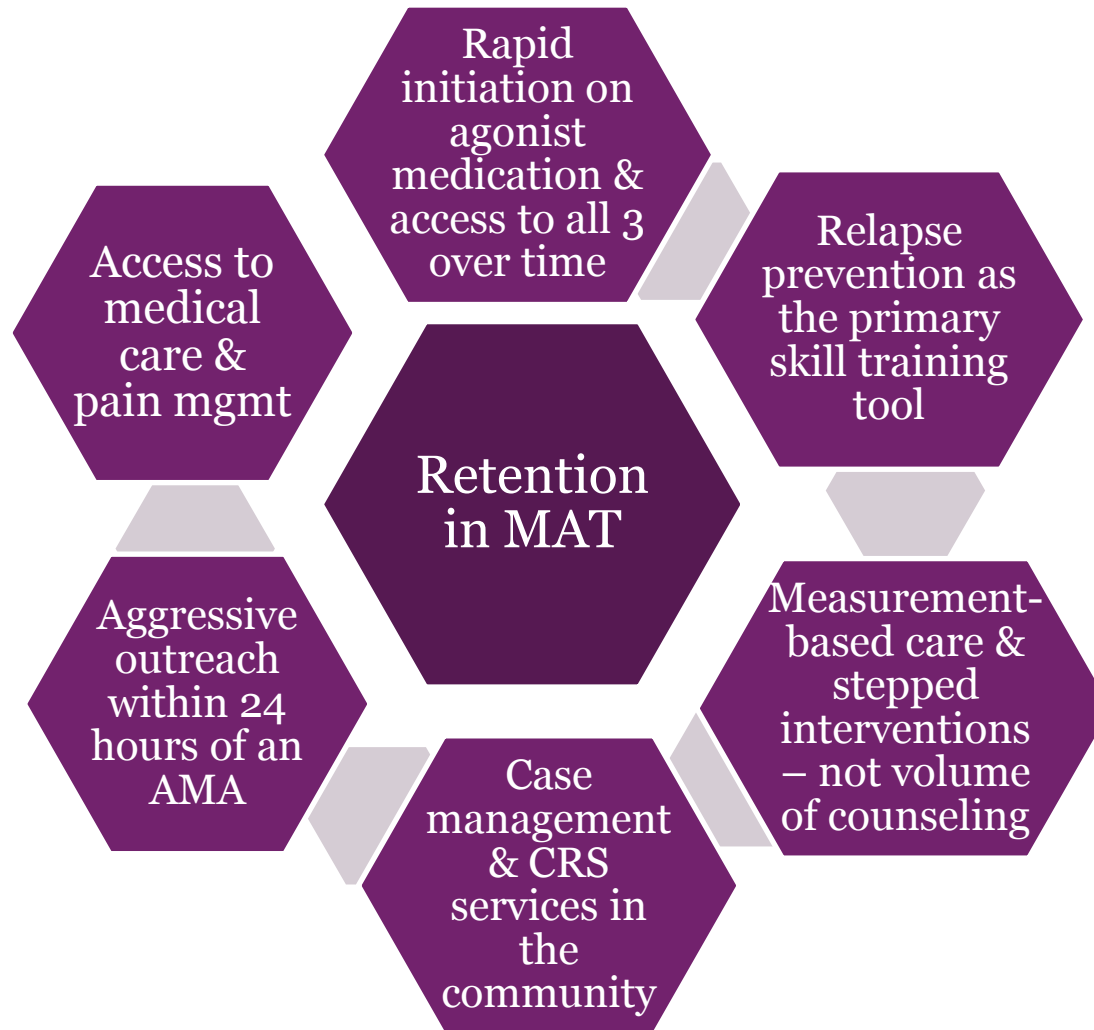 Rapid
initiation on
agonist
medication &
access to all 3
over time
Relapse
prevention as
the primary
skill training
tool
Measurement-
based care &
stepped
interventions
– not volume
of counseling
Case
management
& CRS
services in
the
community
Aggressive
outreach
within 24
hours of an
AMA
Access to
medical
care &
pain mgmt
Retention
in MAT